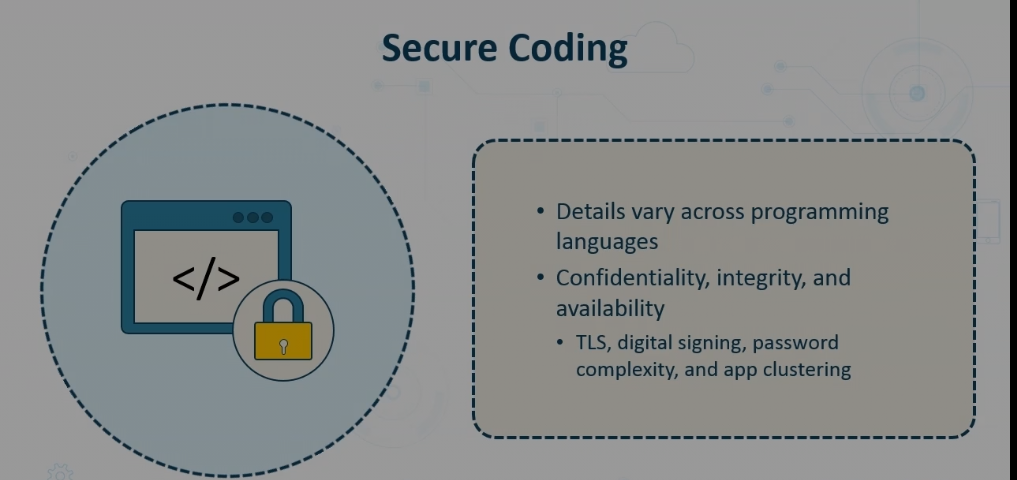 Secure Coding
</>
• Details vary across programming
languages
• Confidentiality, integrity, and
availability
• TLS, digital signing, password
complexity, and app clustering